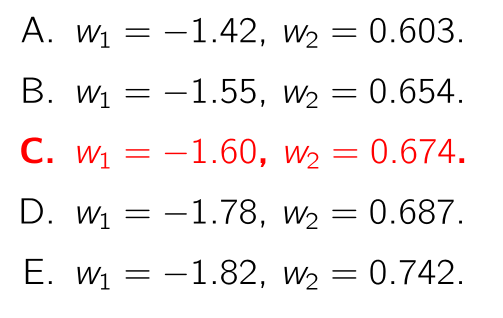 A. w₁ = −1.42, w₂ = 0.603.
B. w₁ = −1.55, w₂ = 0.654.
C. w₁ = −1.60, w₂ = 0.674.
D. w₁ = −1.78, w₂ = 0.687.
E. w₁ = −1.82, w₂ = 0.742.